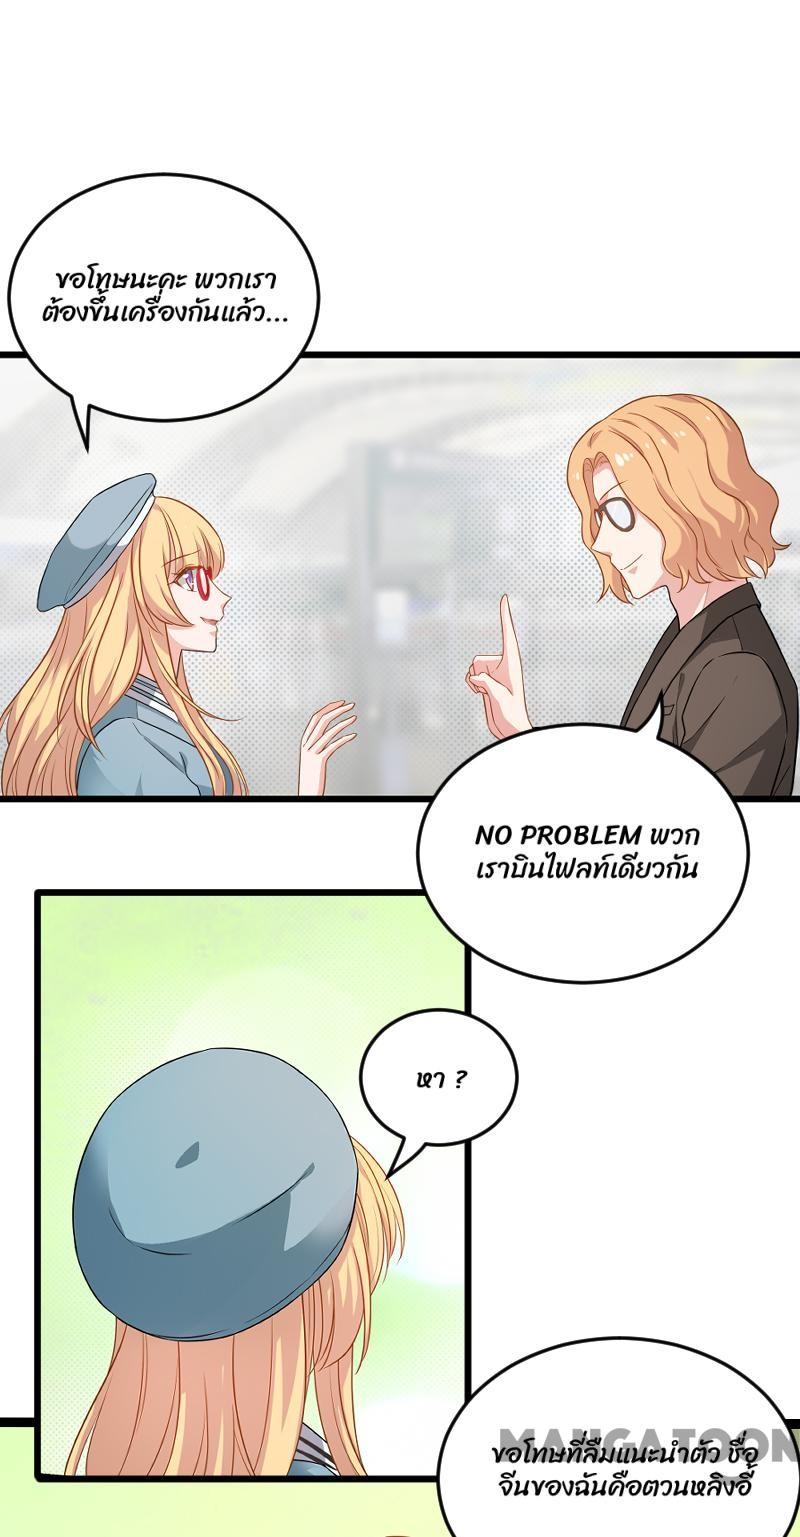 ขอโทษนะคะ พวกเรา
ต้องขึ้นเครื่องกันแล้ว...
NO PROBLEM พวก
เราบินไฟลท์เดียวกัน
หา ?
MANGATOON
ขอโทษที่ลืมแนะนำตัว ชื่อ
จีนของฉันคือตวนหลิงอี้